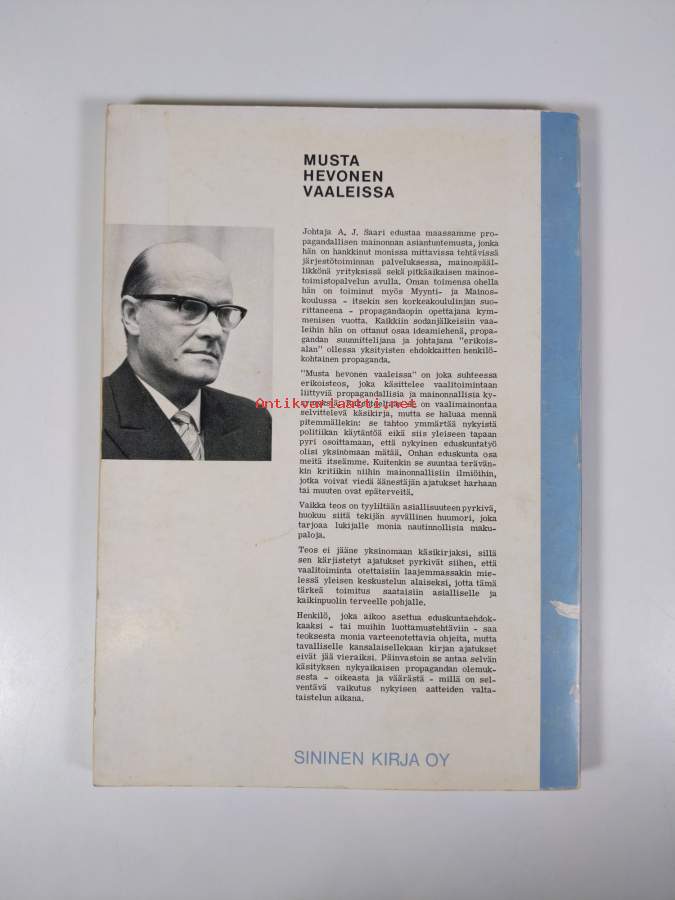 MUSTA
HEVONEN
VAALEISSA
Johtaja A. J. Saari edustaa maassamme pro-
pagandallisen mainonnan asiantuntemusta, jonka
hän on hankkinut monissa mittavissa tehtävissä
järjestötoiminnan palveluksessa, mainospääl-
likkönä yrityksissä sekä pitkäaikaisen mainos-
toimistopalvelun avulla. Oman toimensa ohella
hän on toiminut myös Myynti- ja Mainos-
koulussa - itsekin sen korkeakoululinjan suo-
rittaneena - propagandaopin opettajana kym-
menisen vuotta. Kaikkiin sodanjälkeisiin vaa-
leihin hän on ottanut osaa ideamiehenä, propa-
gandan suunnittelijana ja johtajana "erikois-
alan" ollessa yksityisten ehdokkaitten henkilö-
kohtainen propaganda.
"Musta hevonen vaaleissa" on joka suhteessa
erikoisteos, joka käsittelee vaalitoimintaan
liittyviä propagandallisia ja mainonnallisia ky-
Antikvariaatti.net
on vaalimainontaa
selvittelevä käsikirja, mutta se haluaa mennä
pitemmällekin: se tahtoo ymmärtää nykyistä
politiikan käytäntöä eikä siis yleiseen tapaan
pyri osoittamaan, että nykyinen eduskuntatyö
olisi yksinomaan mätää. Onhan eduskunta osa
meitä itseämme. Kuitenkin se suuntaa terävän-
kin kritiikin niihin mainonnallisiin ilmiöihin,
jotka voivat viedä äänestäjän ajatukset harhaan
tai muuten ovat epäterveitä.
Vaikka teos on tyyliltään asiallisuuteen pyrkivä,
huokuu siitä tekijän syvällinen huumori, joka
tarjoaa lukijalle monia nautinnollisia maku-
paloja.
Teos ei jääne yksinomaan käsikirjaksi, sillä
sen kärjistetyt ajatukset pyrkivät siihen, että
vaalitoiminta otettaisiin laajemmassakin mie-
lessä yleisen keskustelun alaiseksi, jotta tämä
tärkeä toimitus saataisiin asialliselle ja
kaikinpuolin terveelle pohjalle.
Henkilö, joka aikoo asettua eduskuntaehdok-
kaaksi - tai muihin luottamustehtäviin - saa
teoksesta monia varteenotettavia ohjeita, mutta
tavalliselle kansalaisellekaan kirjan ajatukset
eivät jää vieraiksi. Päinvastoin se antaa selvän
käsityksen nykyaikaisen propagandan olemuk-
sesta - oikeasta ja väärästä - millä on sel-
ventävä vaikutus nykyisen aatteiden valta-
taistelun aikana.
SININEN KIRJA OY